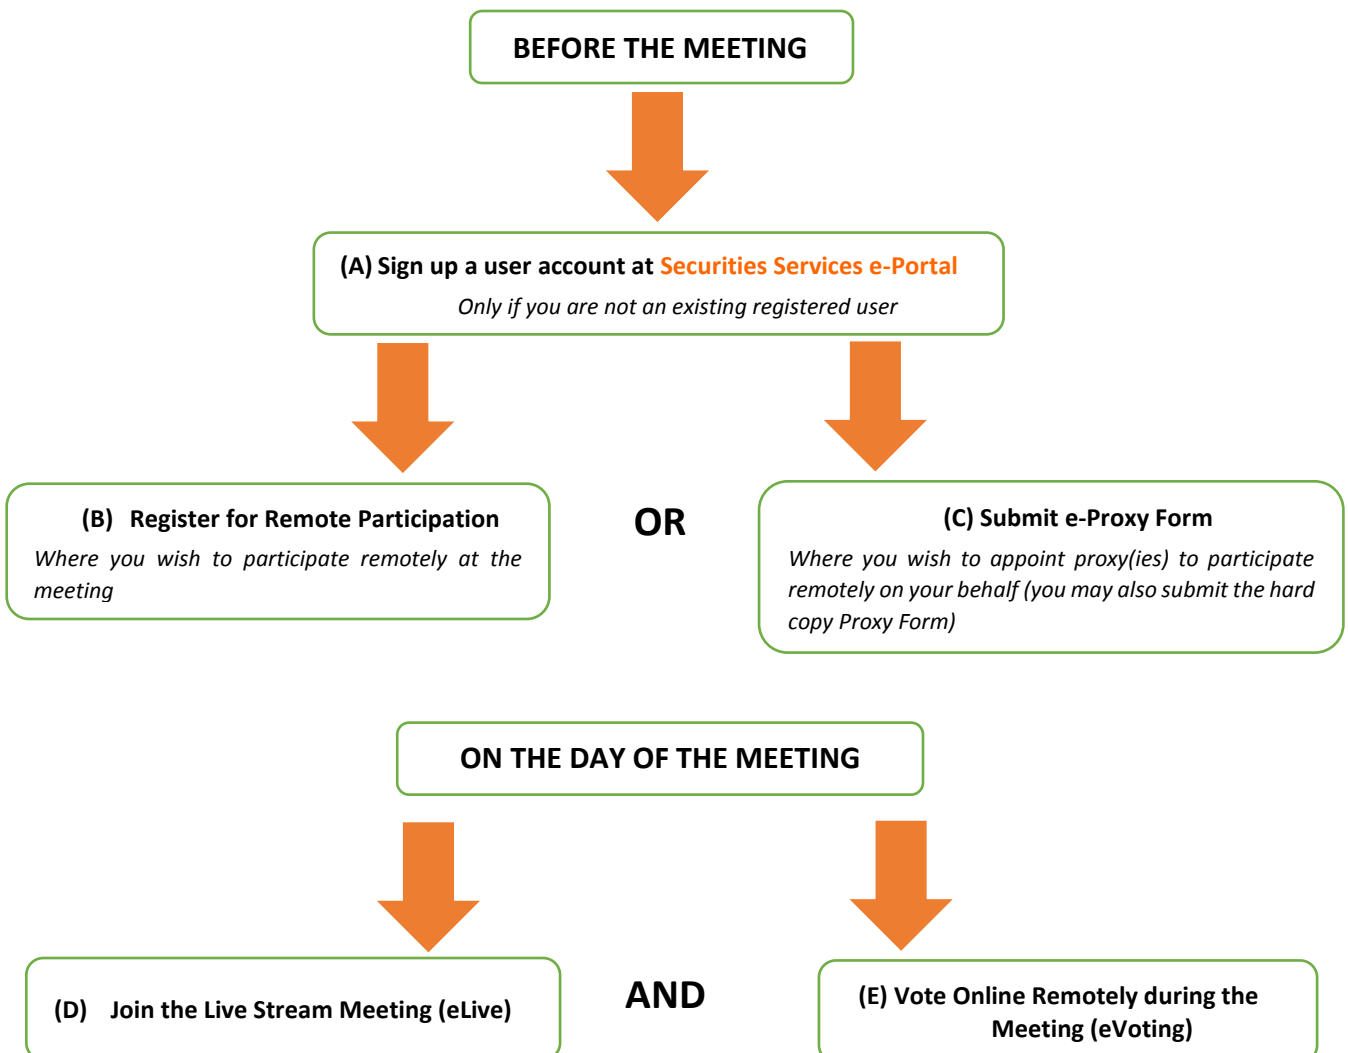 BEFORE THE MEETING
(A) Sign up a user account at Securities Services e-Portal
Only if you are not an existing registered user
(B) Register for Remote Participation
Where you wish to participate remotely at the
meeting
OR
(C) Submit e-Proxy Form
Where you wish to appoint proxy(ies) to participate
remotely on your behalf (you may also submit the hard
copy Proxy Form)
ON THE DAY OF THE MEETING
(D) Join the Live Stream Meeting (eLive)
AND
(E) Vote Online Remotely during the
Meeting (eVoting)